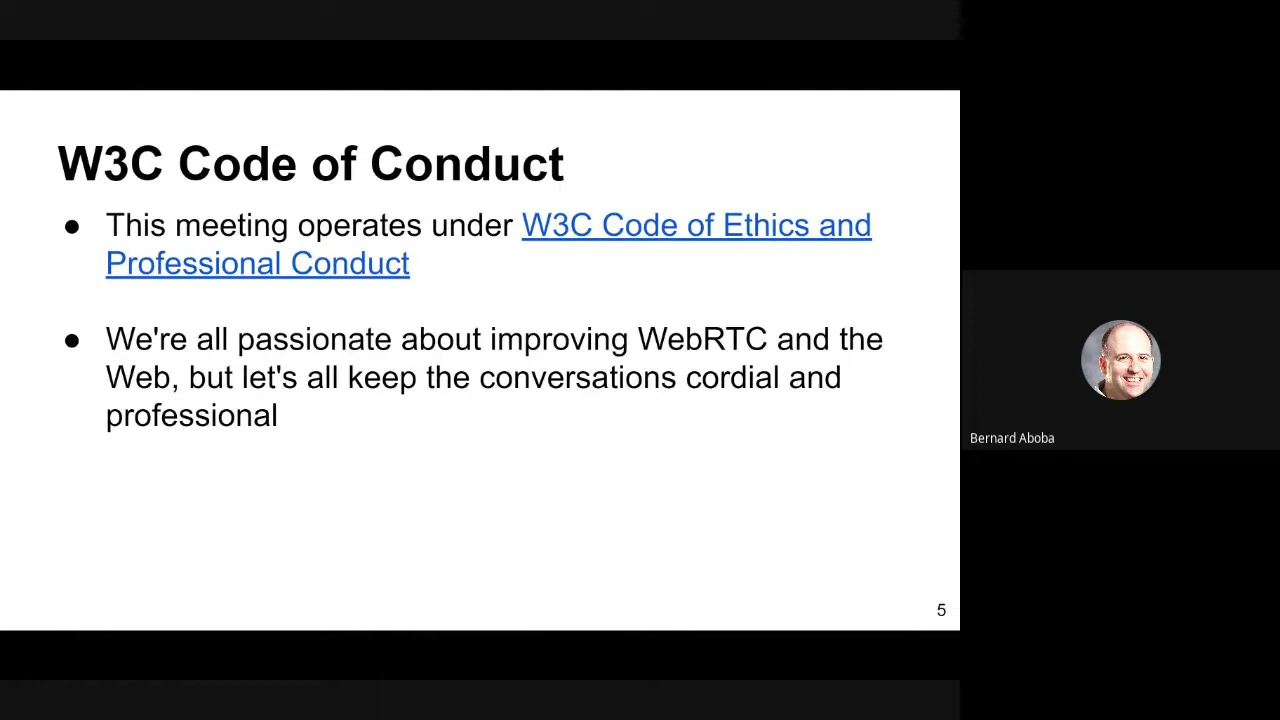 W3C Code of Conduct
● This meeting operates under W3C Code of Ethics and
Professional Conduct
● We're all passionate about improving WebRTC and the
Web, but let's all keep the conversations cordial and
professional
5
Bernard Aboba